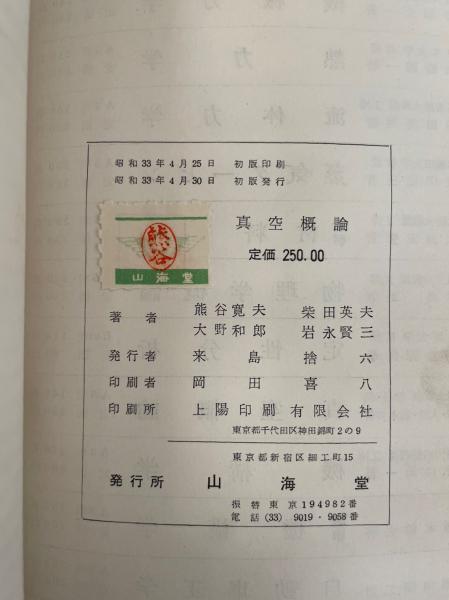 昭和33年4月25日　初版印刷
昭和33年4月30日　初版発行
熊谷
山海堂
真空概論
定価 250.00
著者　熊谷寛夫　柴田英夫
大野和郎　岩永賢三
発行者　来島捨六
印刷者　岡田喜八
印刷所　上陽印刷有限会社
東京都千代田区神田錦町2の9
東京都新宿区細工町15
発行所　山海堂
振替東京194982番
電話(33) 9019・9058番